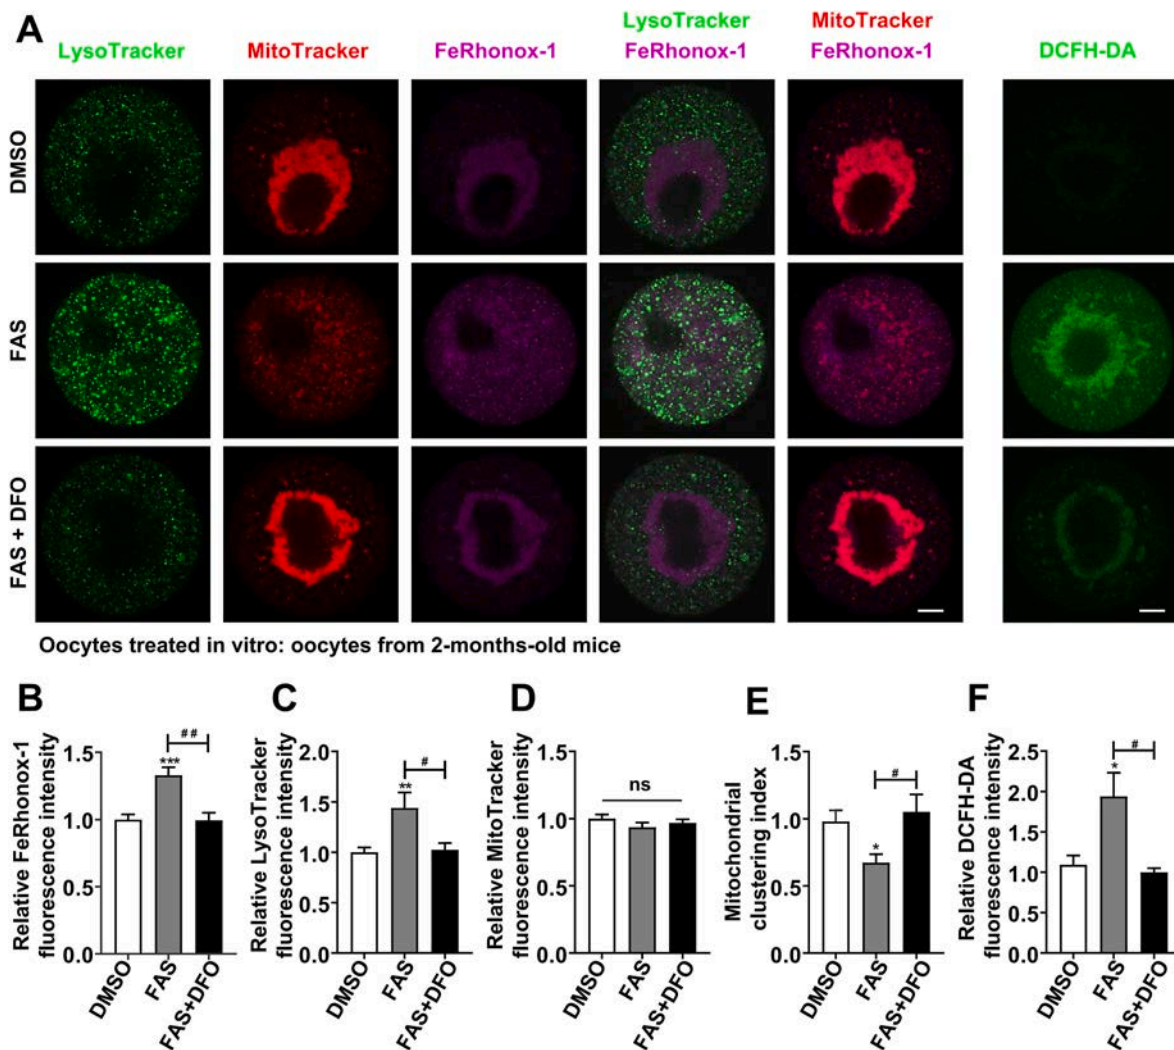 A
LysoTracker
MitoTracker
FeRhonox-1
LysoTracker
FeRhonox-1
MitoTracker
FeRhonox-1
DCFH-DA
DMSO
FAS
FAS + DFO
Oocytes treated in vitro: oocytes from 2-months-old mice
B
Relative FeRhonox-1
fluorescence intensity
1.5
1.0
0.5
0.0
***
##
DMSO
FAS
FAS+DFO
C
Relative LysoTracker
fluorescence intensity
2.0
1.5
1.0
0.5
0.0
**
#
DMSO
FAS
FAS+DFO
D
Relative MitoTracker
fluorescence intensity
1.5
1.0
0.5
0.0
ns
DMSO
FAS
FAS+DFO
E
Mitochondrial
clustering index
1.5
1.0
0.5
0.0
*
#
DMSO
FAS
FAS+DFO
F
Relative DCFH-DA
fluorescence intensity
2.5
2.0
1.5
1.0
0.5
0.0
*
#
DMSO
FAS
FAS+DFO